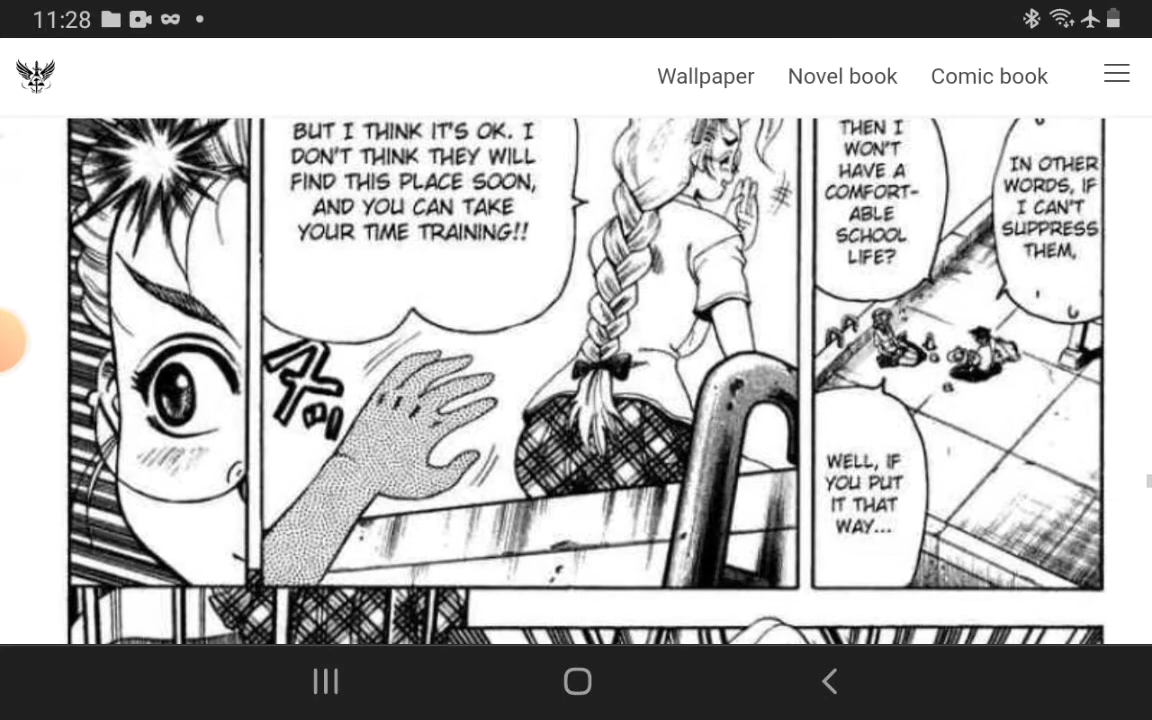 11:28
Wallpaper Novel book Comic book
THEN I
WON'T
HAVE A
COMFORT-
ABLE
SCHOOL
LIFE?
IN OTHER
WORDS, IF
I CAN'T
SUPPRESS
THEM,
WELL, IF
YOU PUT
IT THAT
WAY...
BUT I THINK IT'S OK. I
DON'T THINK THEY WILL
FIND THIS PLACE SOON,
AND YOU CAN TAKE
YOUR TIME TRAINING!!